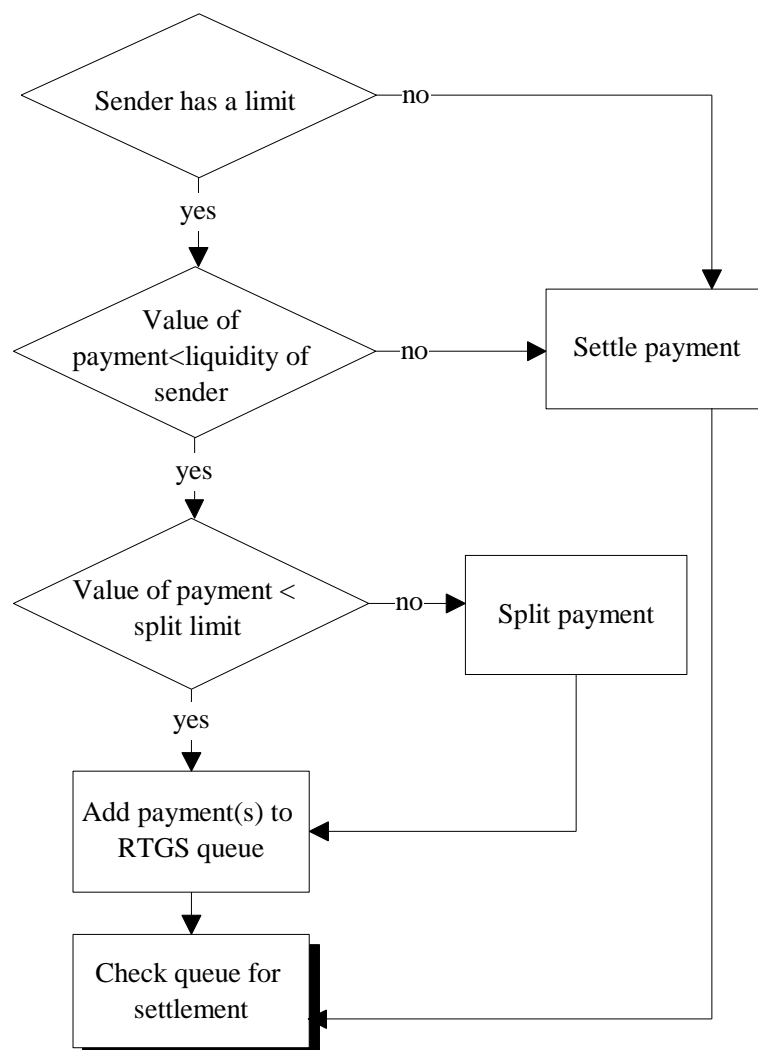 Sender has a limit
no
yes
Value of
payment<liquidity of
sender
no
Settle payment
yes
Value of payment <
split limit
no
Split payment
yes
Add payment(s) to
RTGS queue
Check queue for
settlement